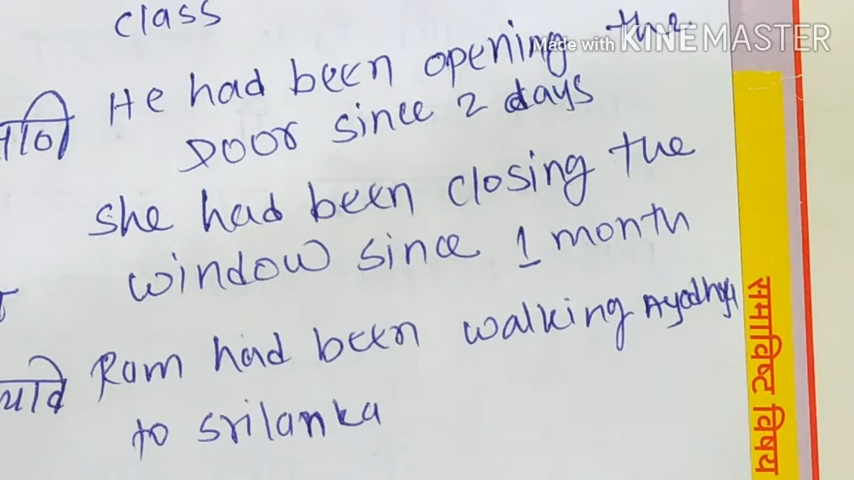 class
Made with KINEMASTER
He had been opening the
Door since 2 days
she had been closing the
window since 1 month
Ram had been walking Ayodhya
to srilanka
समाविष्ट विषय